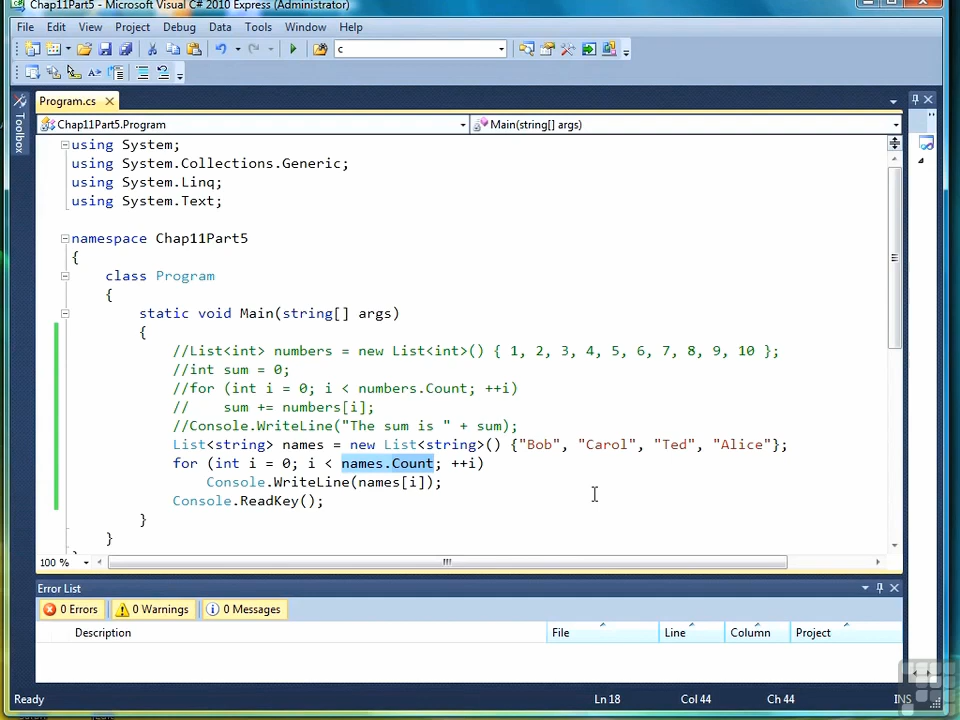 Chap11Part5 - Microsoft Visual C# 2010 Express (Administrator)
File Edit View Project Debug Data Tools Window Help
c
Program.cs
Toolbox
Chap11Part5.Program Main(string[] args)
using System;
using System.Collections.Generic;
using System.Linq;
using System.Text;
namespace Chap11Part5
{
class Program
{
static void Main(string[] args)
{
//List<int> numbers = new List<int>() { 1, 2, 3, 4, 5, 6, 7, 8, 9, 10 };
//int sum = 0;
//for (int i = 0; i < numbers.Count; ++i)
//    sum += numbers[i];
//Console.WriteLine("The sum is " + sum);
List<string> names = new List<string>() {"Bob", "Carol", "Ted", "Alice"};
for (int i = 0; i < names.Count; ++i)
Console.WriteLine(names[i]);
Console.ReadKey();
}
}
100 %
Error List
0 Errors 0 Warnings 0 Messages
Description File Line Column Project
Ready Ln 18 Col 44 Ch 44 INS